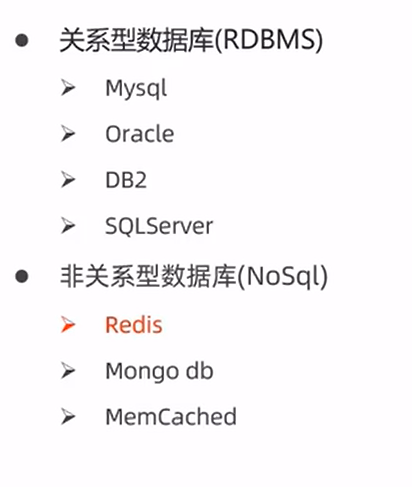 关系型数据库(RDBMS)
Mysql
Oracle
DB2
SQLServer
非关系型数据库(NoSql)
Redis
Mongo db
MemCached